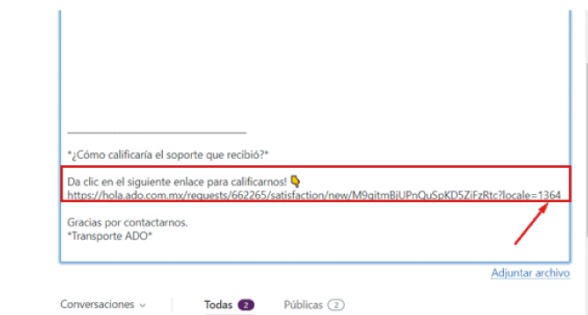 *¿Cómo calificaría el soporte que recibió?*
Da clic en el siguiente enlace para calificarnos! 👇
https://hola.ado.com.mx/requests/662265/satisfaction/new/M9qitmBjUPnQuSpKD5ZiFzRtc?locale=1364
Gracias por contactarnos.
*Transporte ADO*
Adjuntar archivo
Conversaciones Todas 2 Públicas 2